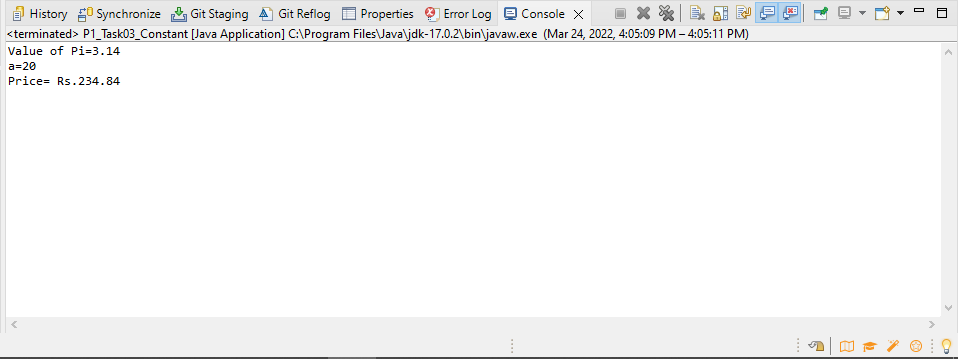 History Synchronize Git Staging Git Reflog Properties Error Log Console
<terminated> P1_Task03_Constant [Java Application] C:\Program Files\Java\jdk-17.0.2\bin\javaw.exe (Mar 24, 2022, 4:05:09 PM – 4:05:11 PM)
Value of Pi=3.14
a=20
Price= Rs.234.84